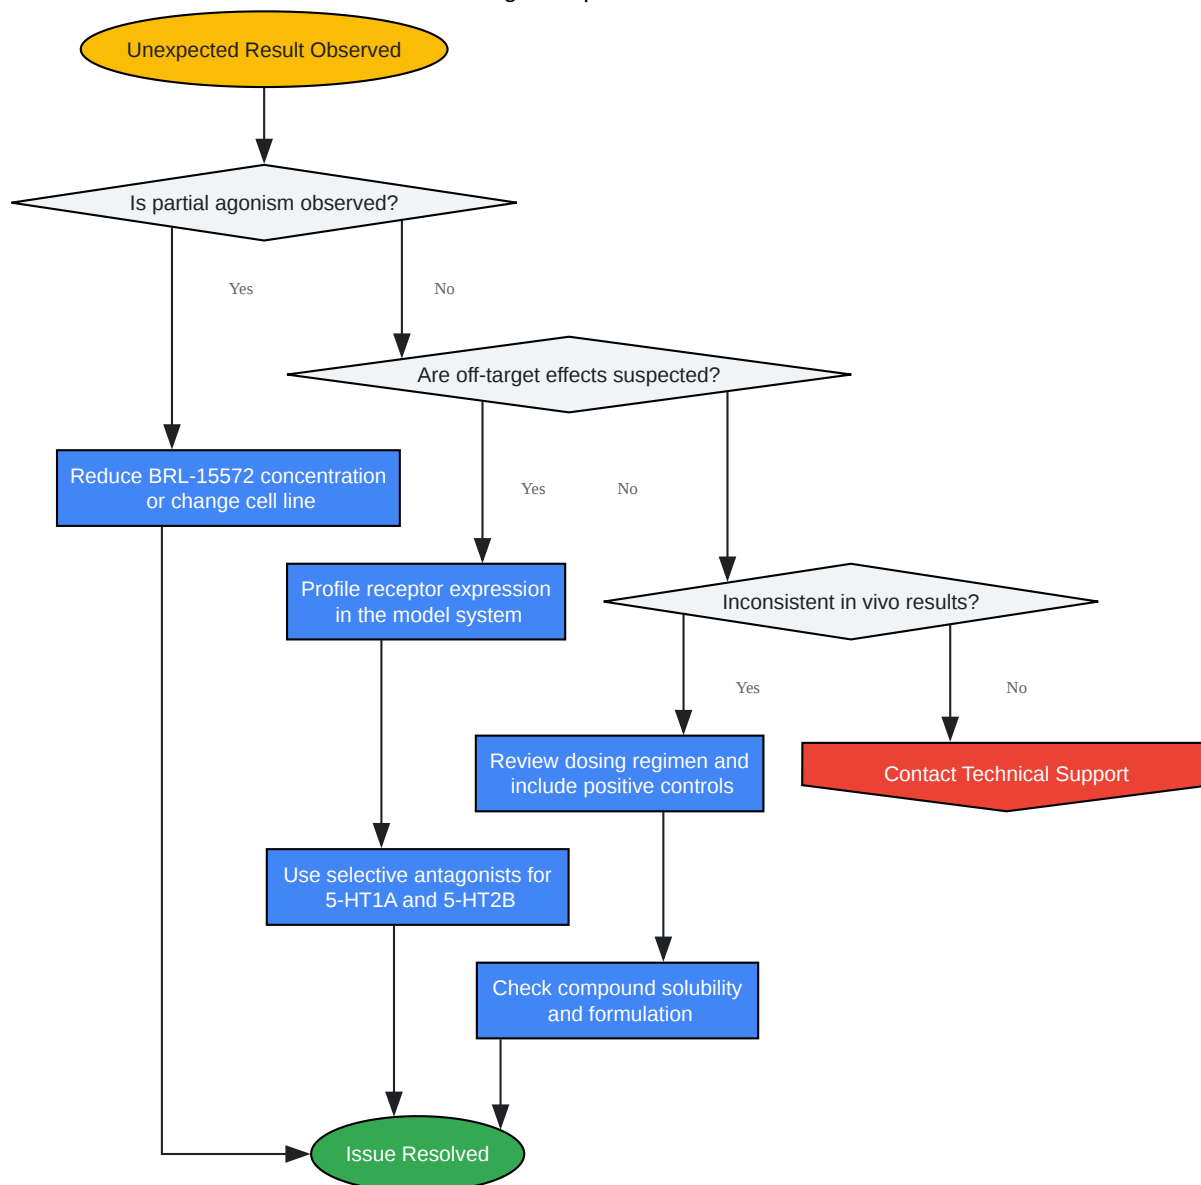 Unexpected Result Observed
Is partial agonism observed?
Yes
No
Are off-target effects suspected?
Reduce BRL-15572 concentration
or change cell line
Yes
No
Profile receptor expression
in the model system
Inconsistent in vivo results?
Yes
No
Review dosing regimen and
include positive controls
Contact Technical Support
Use selective antagonists for
5-HT1A and 5-HT2B
Check compound solubility
and formulation
Issue Resolved